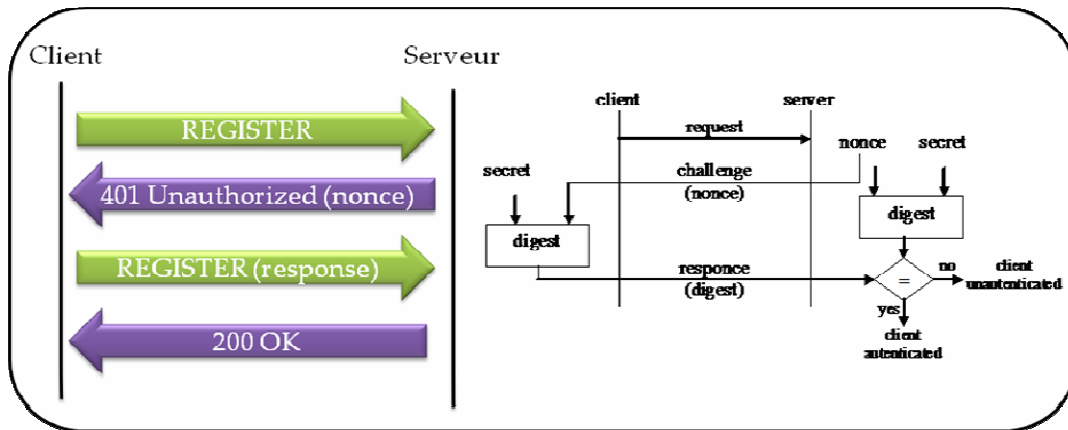 Client
Serveur
REGISTER
401 Unauthorized (nonce)
REGISTER (response)
200 OK
client
server
request
nonce
secret
secret
challenge
(nonce)
digest
digest
responce
(digest)
=
no
client
unautenticated
yes
client
autenticated